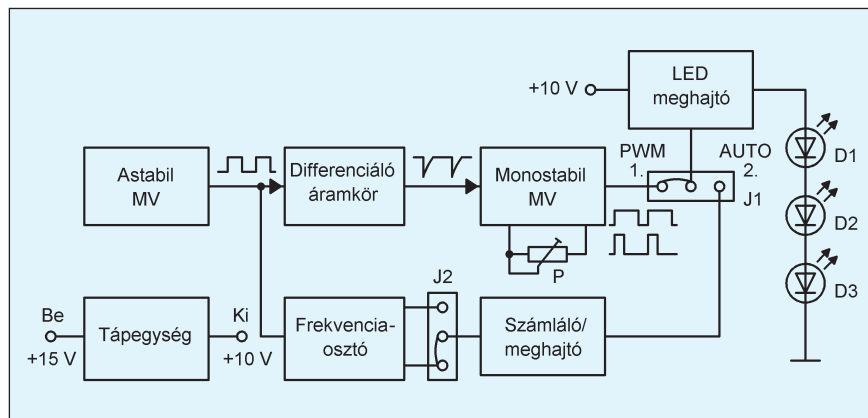 LED
meghajtó
+10 V
D1
Astabil
MV
Differenciáló
áramkör
Monostabil
MV
PWM
1.
AUTO
2.
J1
D2
P
J2
D3
Be
+15 V
Tápegység
Ki
+10 V
Frekvencia-
osztó
Számláló/
meghajtó